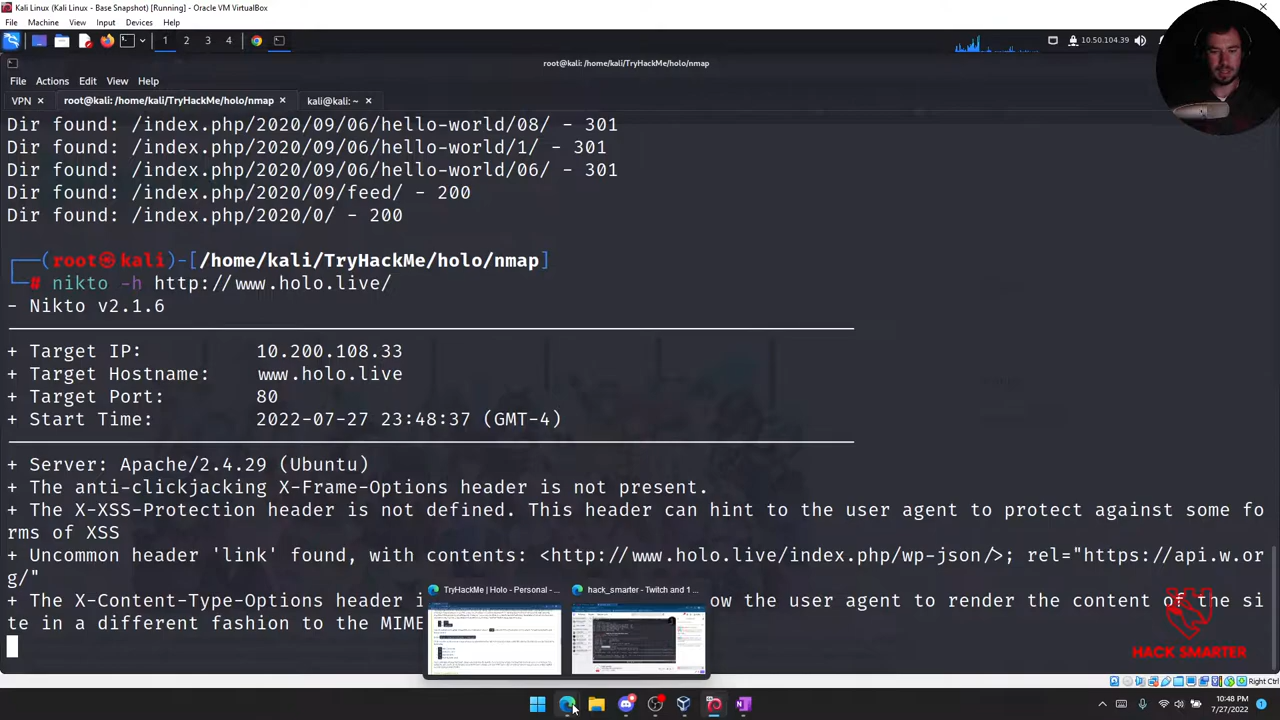 Kali Linux (Kali Linux - Base Snapshot) [Running] - Oracle VM VirtualBox
File Machine View Input Devices Help
1 2 3 4
10.50.104.39
root@kali: /home/kali/TryHackMe/holo/nmap
File Actions Edit View Help
VPN × root@kali: /home/kali/TryHackMe/holo/nmap × kali@kali: ~ ×
Dir found: /index.php/2020/09/06/hello-world/08/ - 301
Dir found: /index.php/2020/09/06/hello-world/1/ - 301
Dir found: /index.php/2020/09/06/hello-world/06/ - 301
Dir found: /index.php/2020/09/feed/ - 200
Dir found: /index.php/2020/0/ - 200
(root㉿kali)-[/home/kali/TryHackMe/holo/nmap]
# nikto -h http://www.holo.live/
- Nikto v2.1.6
+ Target IP: 10.200.108.33
+ Target Hostname: www.holo.live
+ Target Port: 80
+ Start Time: 2022-07-27 23:48:37 (GMT-4)
+ Server: Apache/2.4.29 (Ubuntu)
+ The anti-clickjacking X-Frame-Options header is not present.
+ The X-XSS-Protection header is not defined. This header can hint to the user agent to protect against some fo
rms of XSS
+ Uncommon header 'link' found, with contents: <http://www.holo.live/index.php/wp-json/>; rel="https://api.w.or
g/"
TryHackMe | Holo - Personal - ... hack_smarter - Twitch and 1 ...
+ The X-Content-Type-Options header the user agent to render the content of the si
te in a different fashion to the MIME
HACK SMARTER
Right Ctrl
10:48 PM
7/27/2022